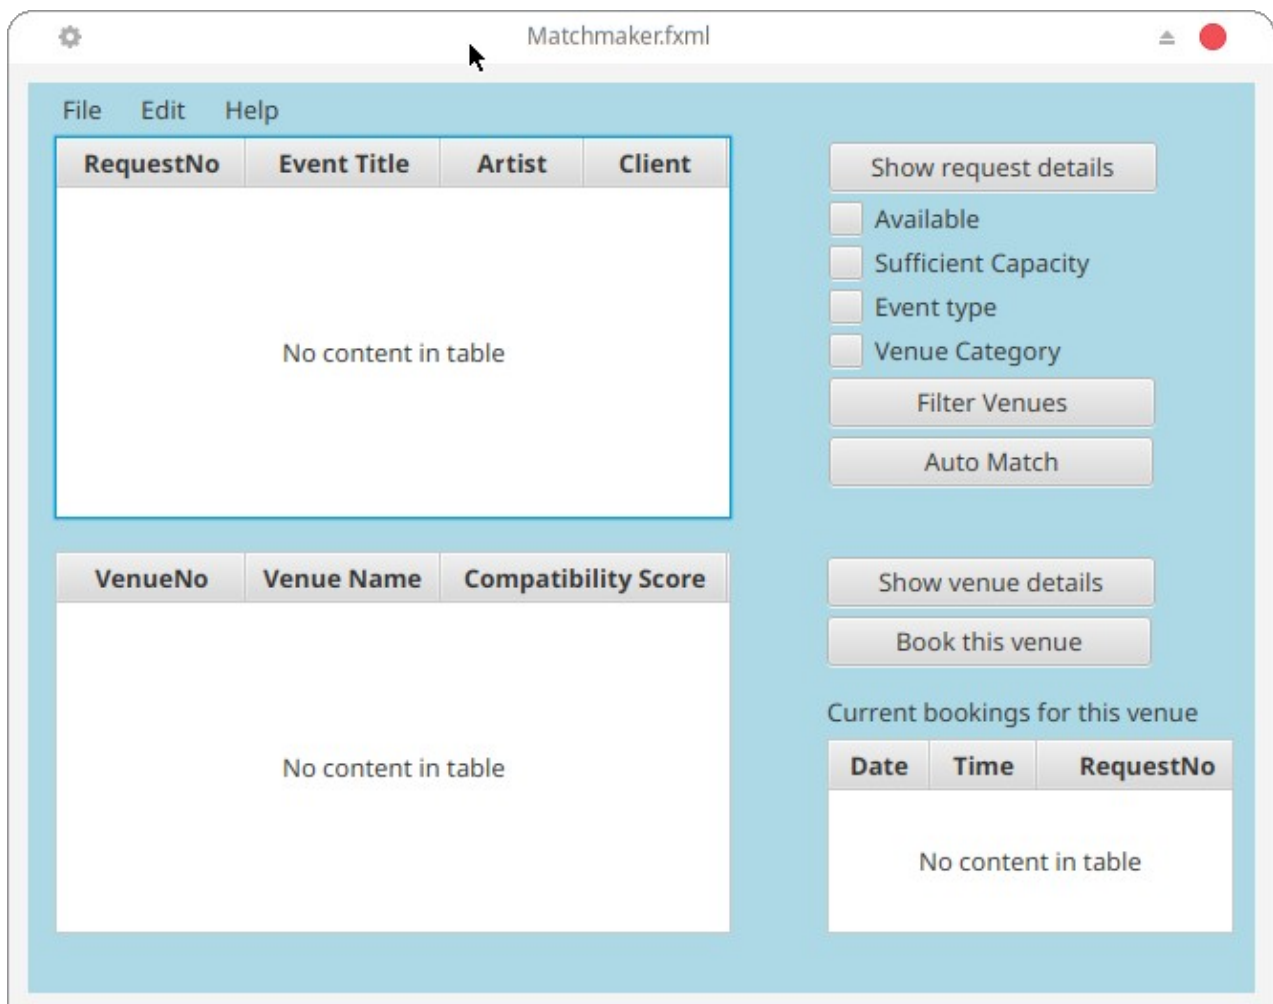 Matchmaker.fxml
File Edit Help
RequestNo Event Title Artist Client
No content in table
Show request details
Available
Sufficient Capacity
Event type
Venue Category
Filter Venues
Auto Match
VenueNo Venue Name Compatibility Score
No content in table
Show venue details
Book this venue
Current bookings for this venue
Date Time RequestNo
No content in table